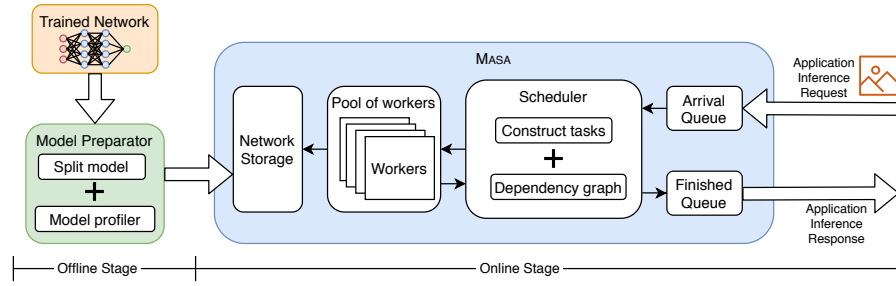 Trained Network
Model Preparator
Split model
Model profiler
MASA
Network
Storage
Pool of workers
Workers
Scheduler
Construct tasks
Dependency graph
Arrival
Queue
Finished
Queue
Application
Inference
Request
Application
Inference
Response
Offline Stage
Online Stage